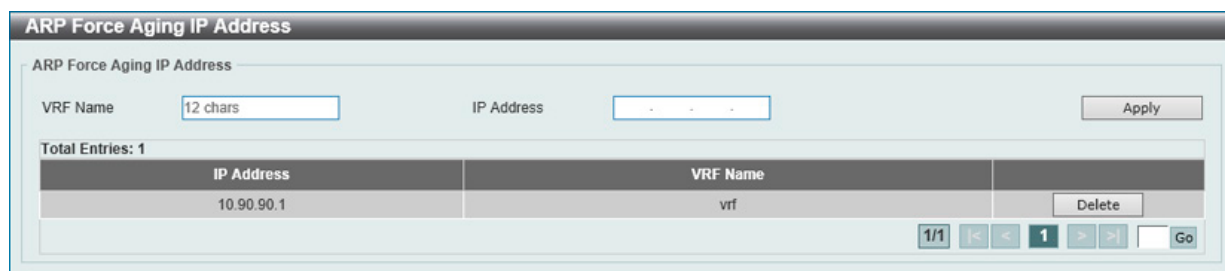 ARP Force Aging IP Address
ARP Force Aging IP Address
VRF Name 12 chars IP Address . . . Apply
Total Entries: 1
IP Address VRF Name
10.90.90.1 vrf Delete
1/1 |< < 1 > >| Go